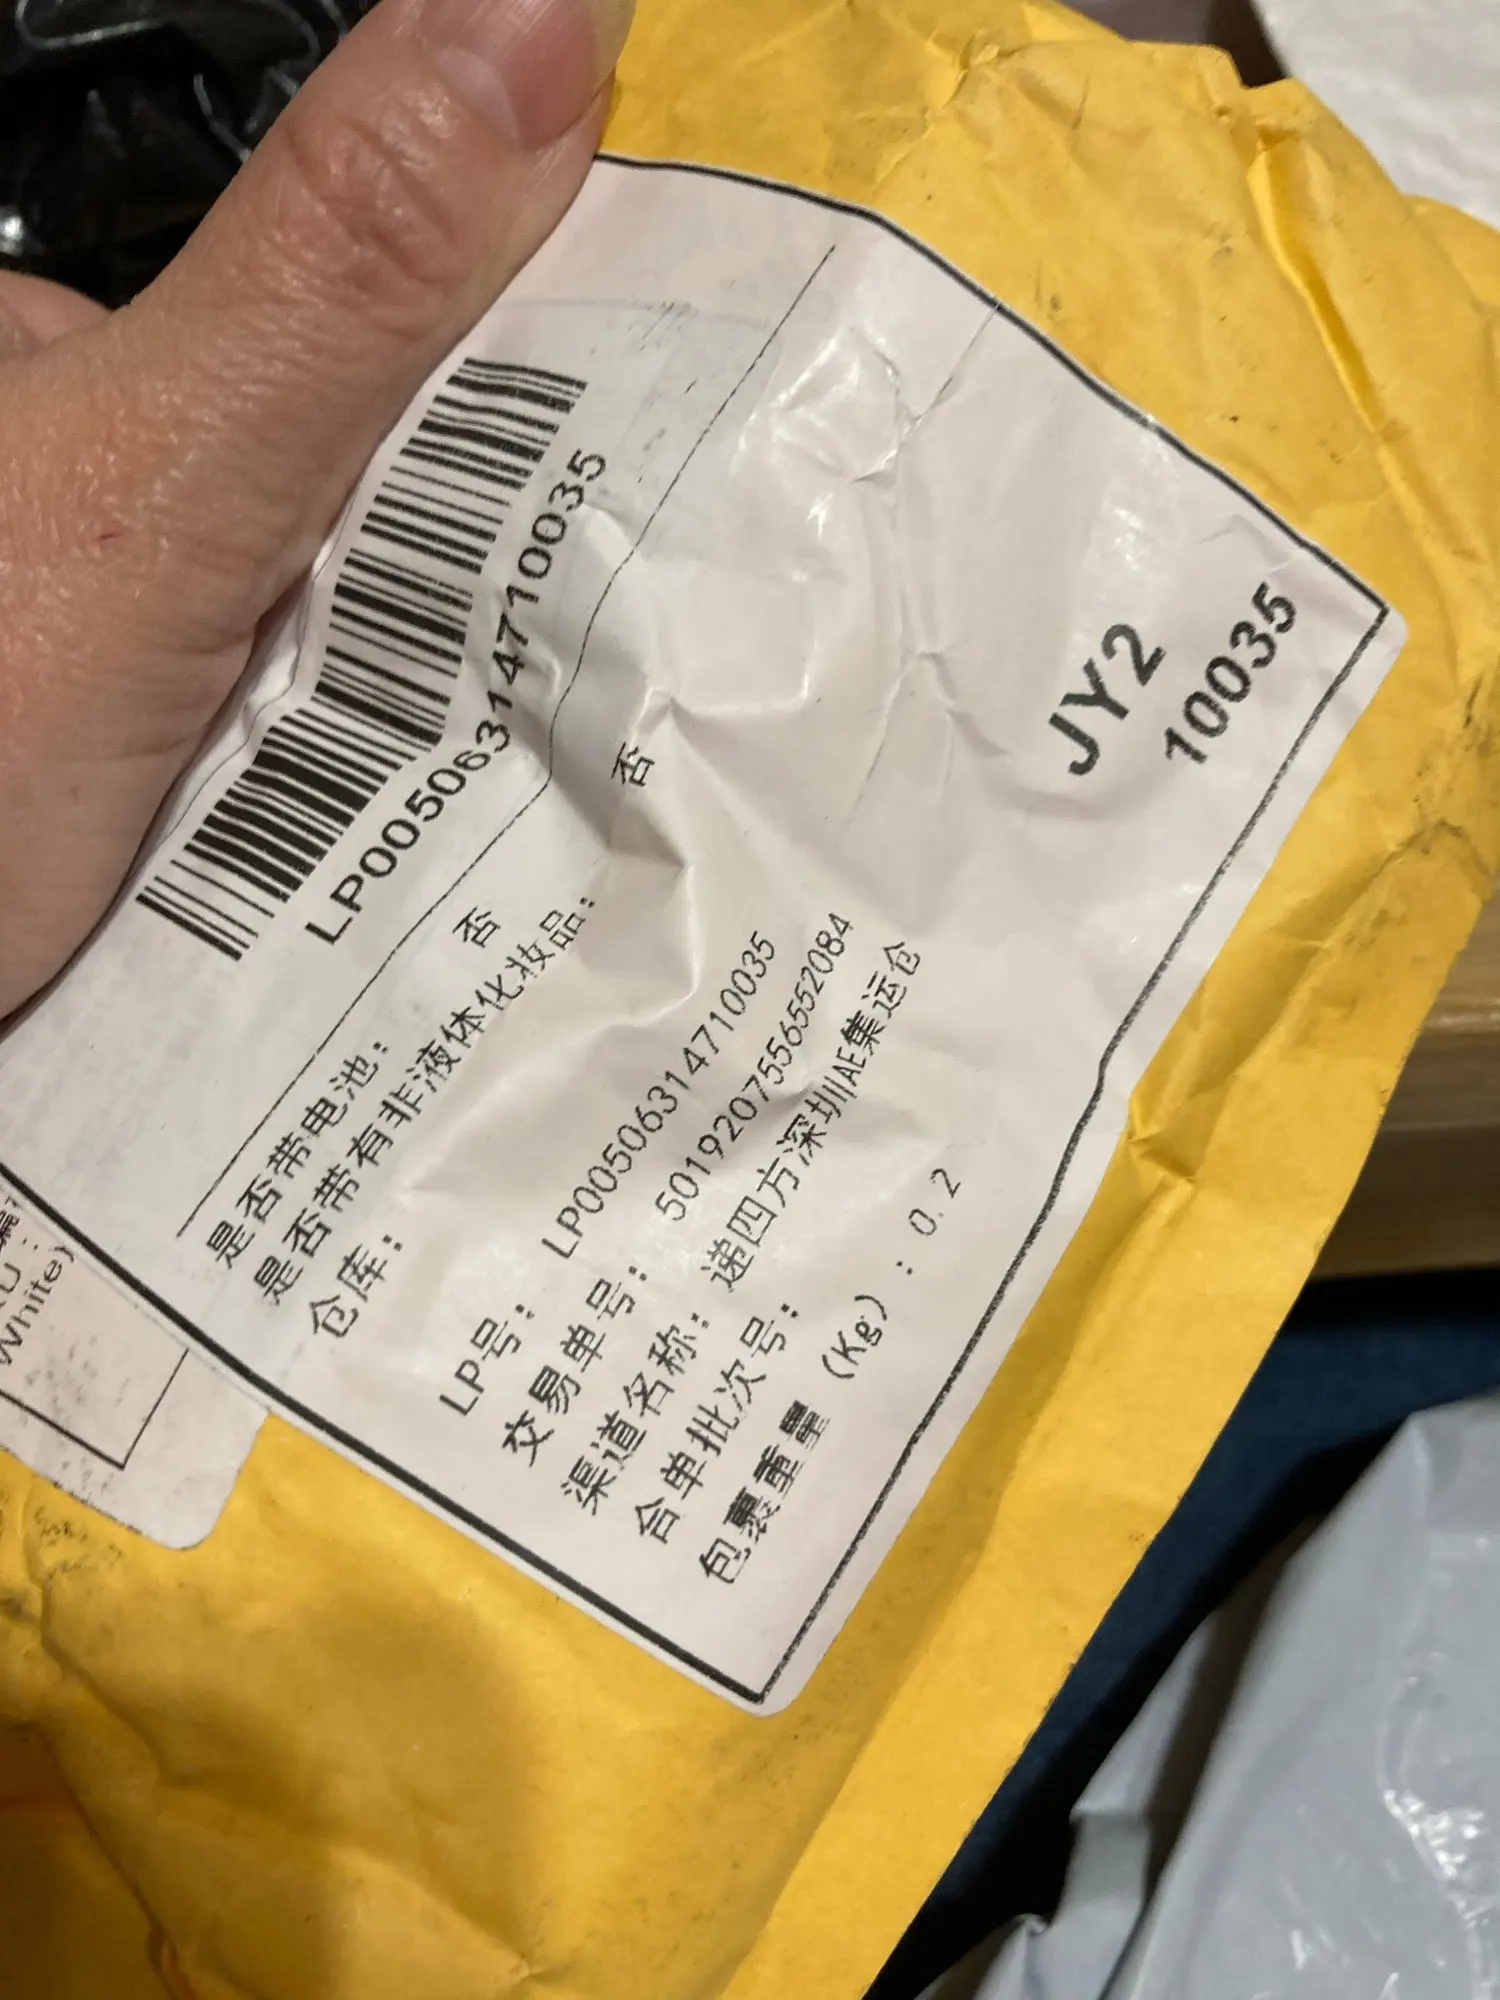 LP00506314710035
是否带电池： 否
是否带有非液体化妆品： 否
仓库：
LP号： LP00506314710035
交易单号： 5019207556552084
渠道名称： 递四方深圳AE集运仓
合单批次号：
包裹重量 (Kg) : 0.2
JY2
10035
White)